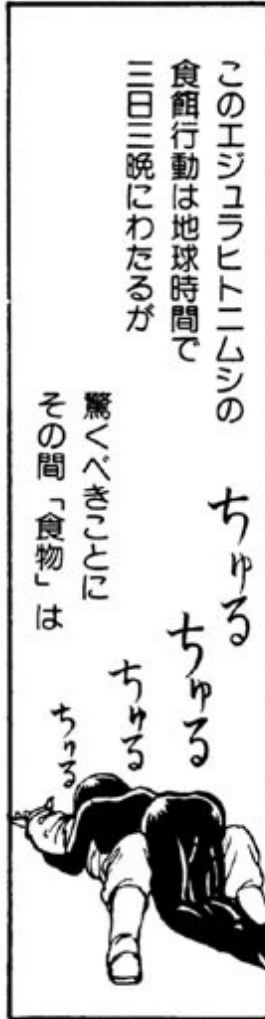 このエジュラヒトニムシの
食餌行動は地球時間で
三日三晩にわたるが
驚くべきことに
その間「食物」は
ちゅる
ちゅる
ちゅる
ちゅる